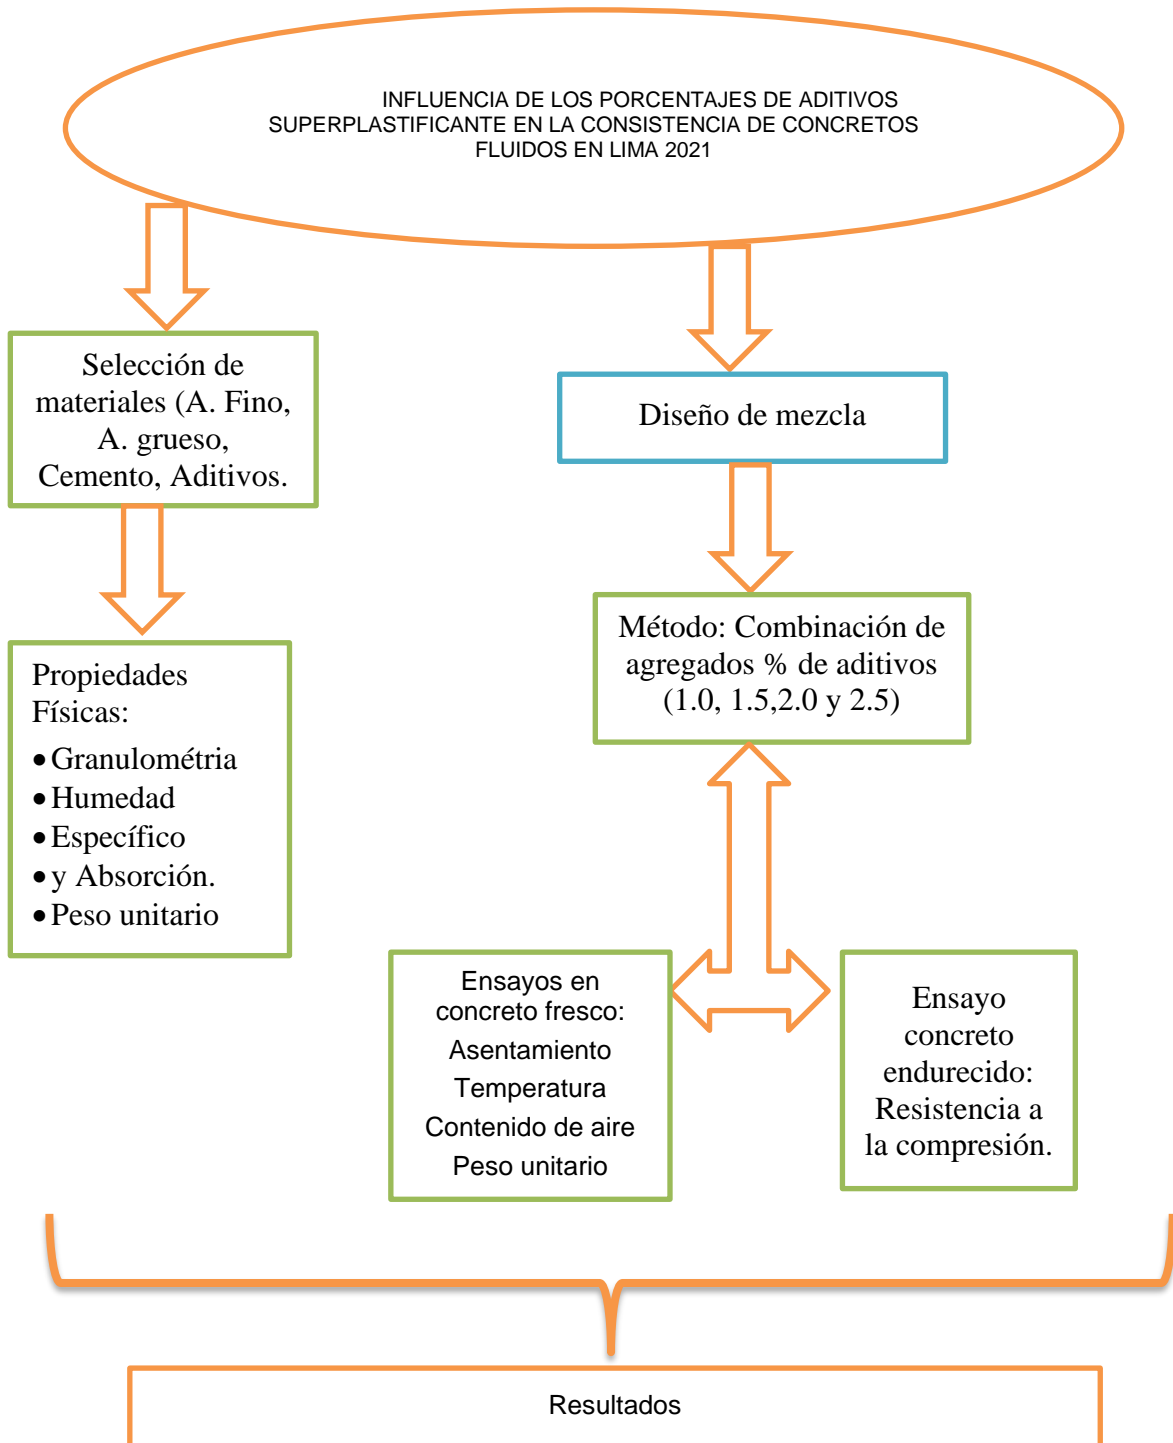 INFLUENCIA DE LOS PORCENTAJES DE ADITIVOS
SUPERPLASTIFICANTE EN LA CONSISTENCIA DE CONCRETOS
FLUIDOS EN LIMA 2021
Selección de
materiales (A. Fino,
A. grueso,
Cemento, Aditivos.
Diseño de mezcla
Propiedades
Físicas:
• Granulométria
• Humedad
• Específico
• y Absorción.
• Peso unitario
Método: Combinación de
agregados % de aditivos
(1.0, 1.5,2.0 y 2.5)
Ensayos en
concreto fresco:
Asentamiento
Temperatura
Contenido de aire
Peso unitario
Ensayo
concreto
endurecido:
Resistencia a
la compresión.
Resultados